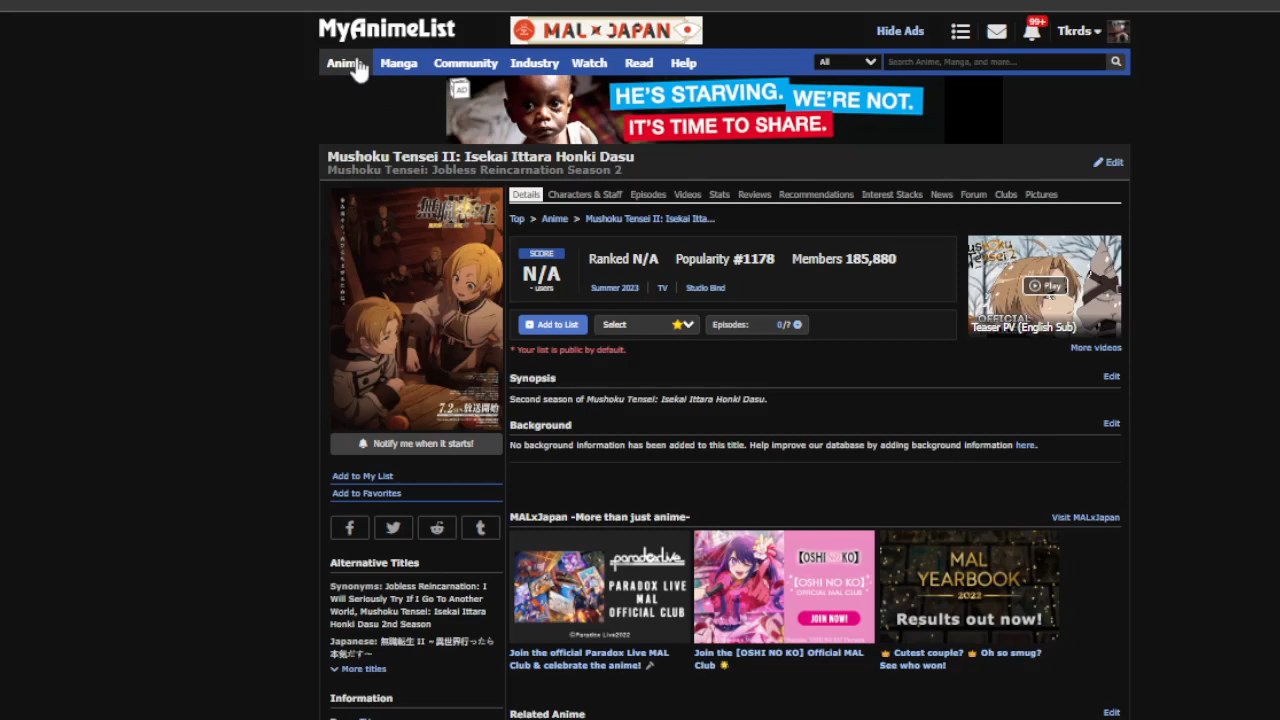 MyAnimeList
MAL x JAPAN
Hide Ads
99+
Tkrds
Anime
Manga
Community
Industry
Watch
Read
Help
All
Search Anime, Manga, and more...
AD
HE'S STARVING. WE'RE NOT.
IT'S TIME TO SHARE.
Mushoku Tensei II: Isekai Ittara Honki Dasu
Mushoku Tensei: Jobless Reincarnation Season 2
Edit
Details Characters & Staff Episodes Videos Stats Reviews Recommendations Interest Stacks News Forum Clubs Pictures
Top > Anime > Mushoku Tensei II: Isekai Itta...
SCORE
N/A
- users
Ranked N/A Popularity #1178 Members 185,880
Summer 2023 | TV | Studio Bind
Add to List
Select
Episodes: 0/?
* Your list is public by default.
Play
OFFICIAL
Teaser PV (English Sub)
More videos
Synopsis
Edit
Second season of Mushoku Tensei: Isekai Ittara Honki Dasu.
Background
Edit
No background information has been added to this title. Help improve our database by adding background information here.
Notify me when it starts!
Add to My List
Add to Favorites
MALxJapan -More than just anime-
Visit MALxJapan
paradoxlive
PARADOX LIVE
MAL
OFFICIAL CLUB
©Paradox Live2022
【OSHI NO KO】
【OSHI NO KO】
OFFICIAL MAL CLUB
JOIN NOW!
MAL
YEARBOOK
2022
Results out now!
Join the official Paradox Live MAL
Club & celebrate the anime!
Join the 【OSHI NO KO】 Official MAL
Club
Cutest couple? Oh so smug?
See who won!
Alternative Titles
Synonyms: Jobless Reincarnation: I
Will Seriously Try If I Go To Another
World, Mushoku Tensei: Isekai Ittara
Honki Dasu 2nd Season
Japanese: 無職転生 II ～異世界行ったら
本気だす～
More titles
Information
Related Anime
Edit